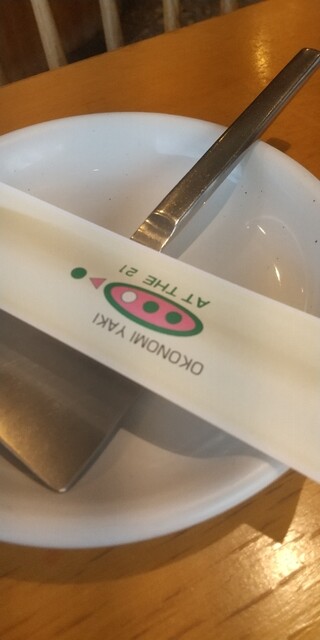 OKONOMI YAKI
AT THE 21